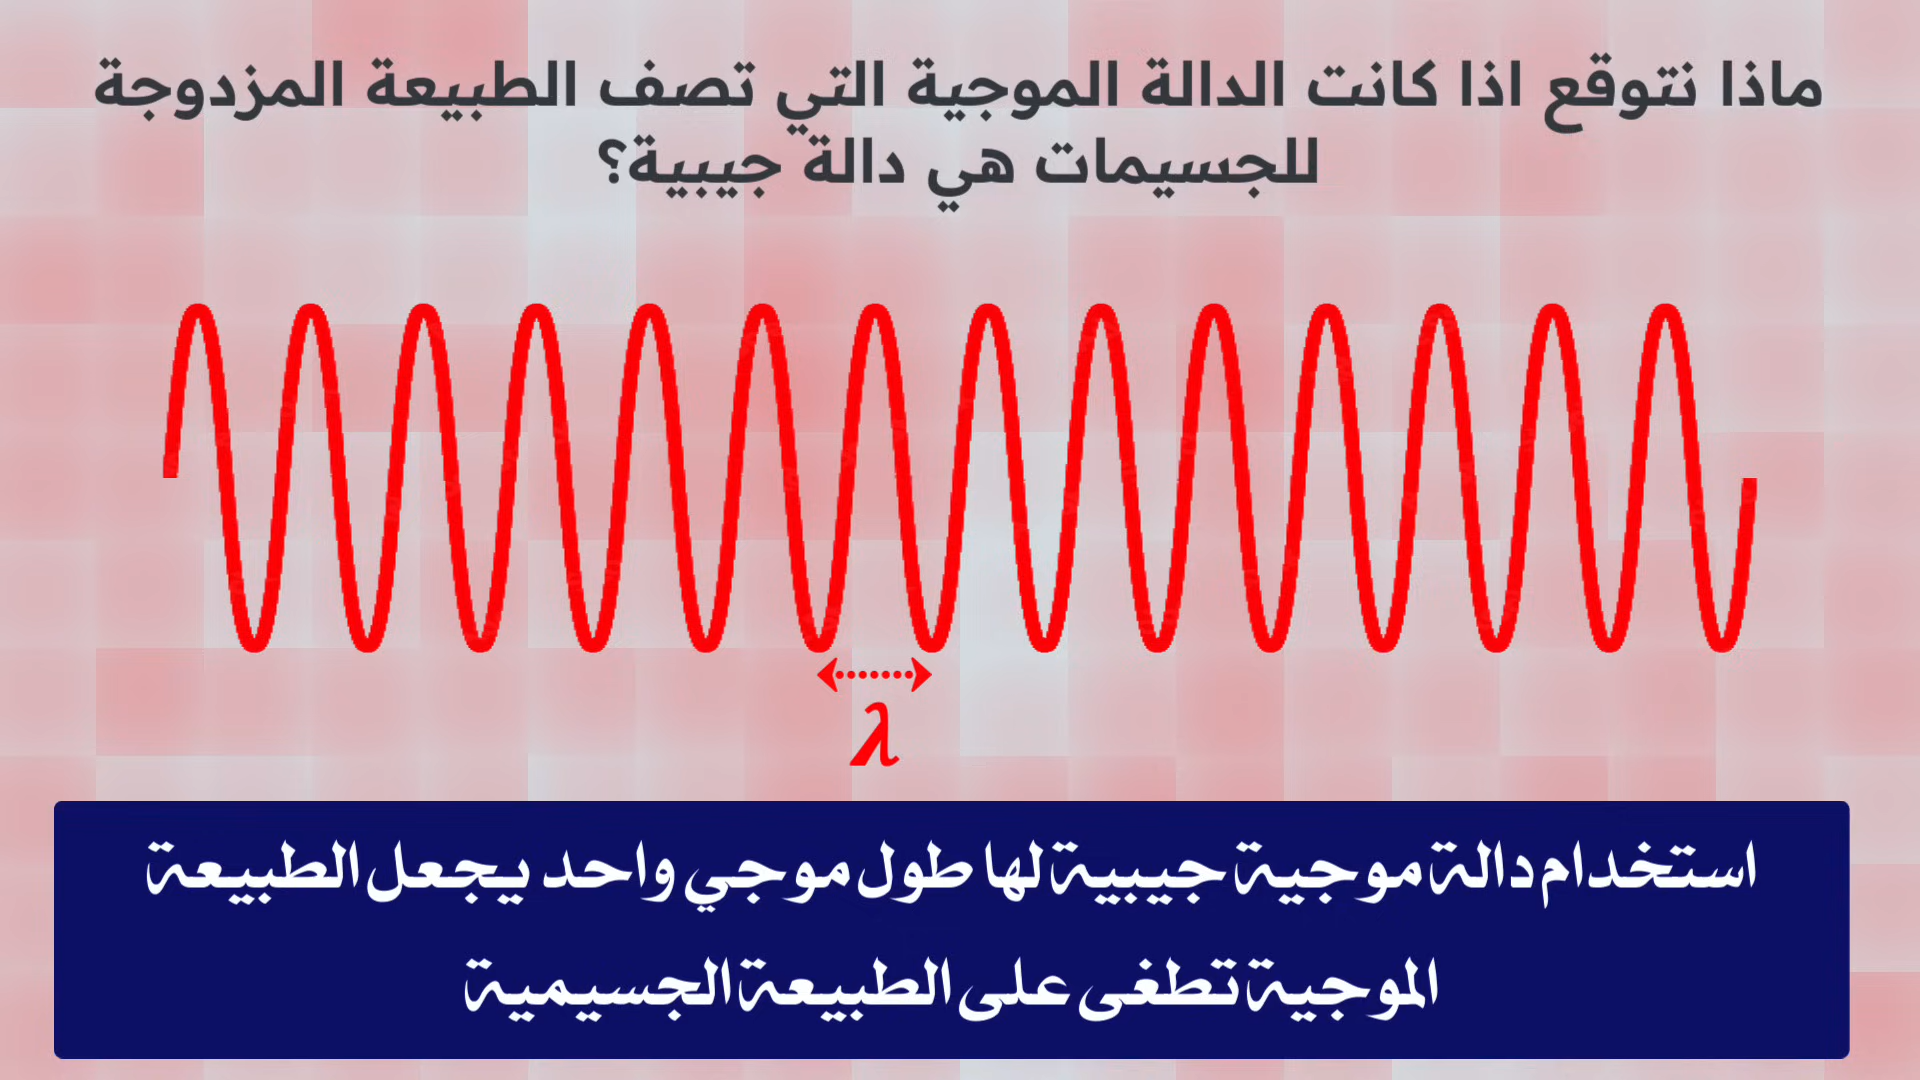 ماذا نتوقع اذا كانت الدالة الموجية التي تصف الطبيعة المزدوجة
للجسيمات هي دالة جيبية؟
λ
استخدام دالة موجية جيبية لها طول موجي واحد يجعل الطبيعة
الموجية تطغى على الطبيعة الجسيمية